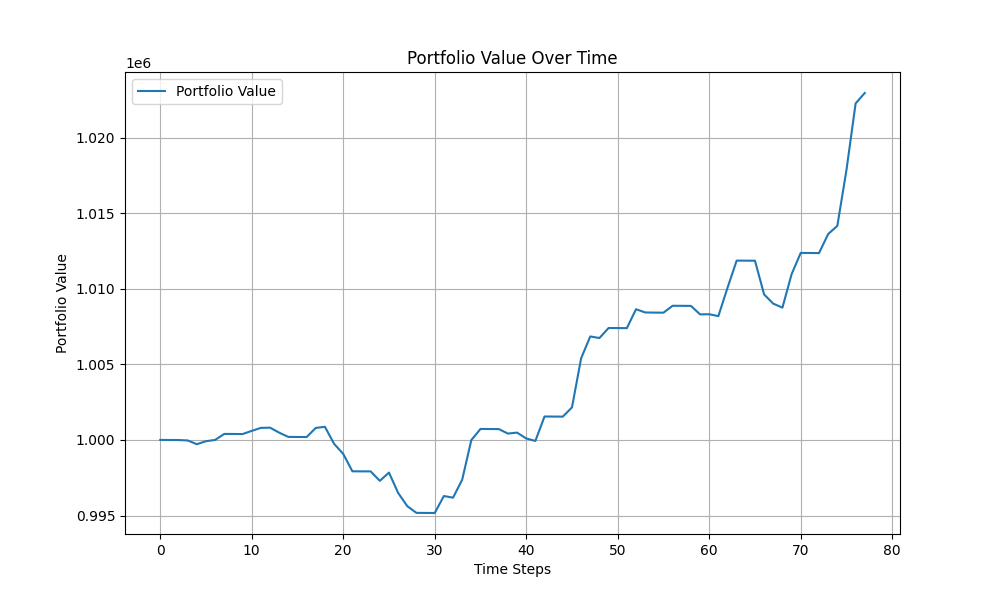 Portfolio Value Over Time
1e6
Portfolio Value
1.020
1.015
1.010
1.005
1.000
0.995
Portfolio Value
0 10 20 30 40 50 60 70 80
Time Steps